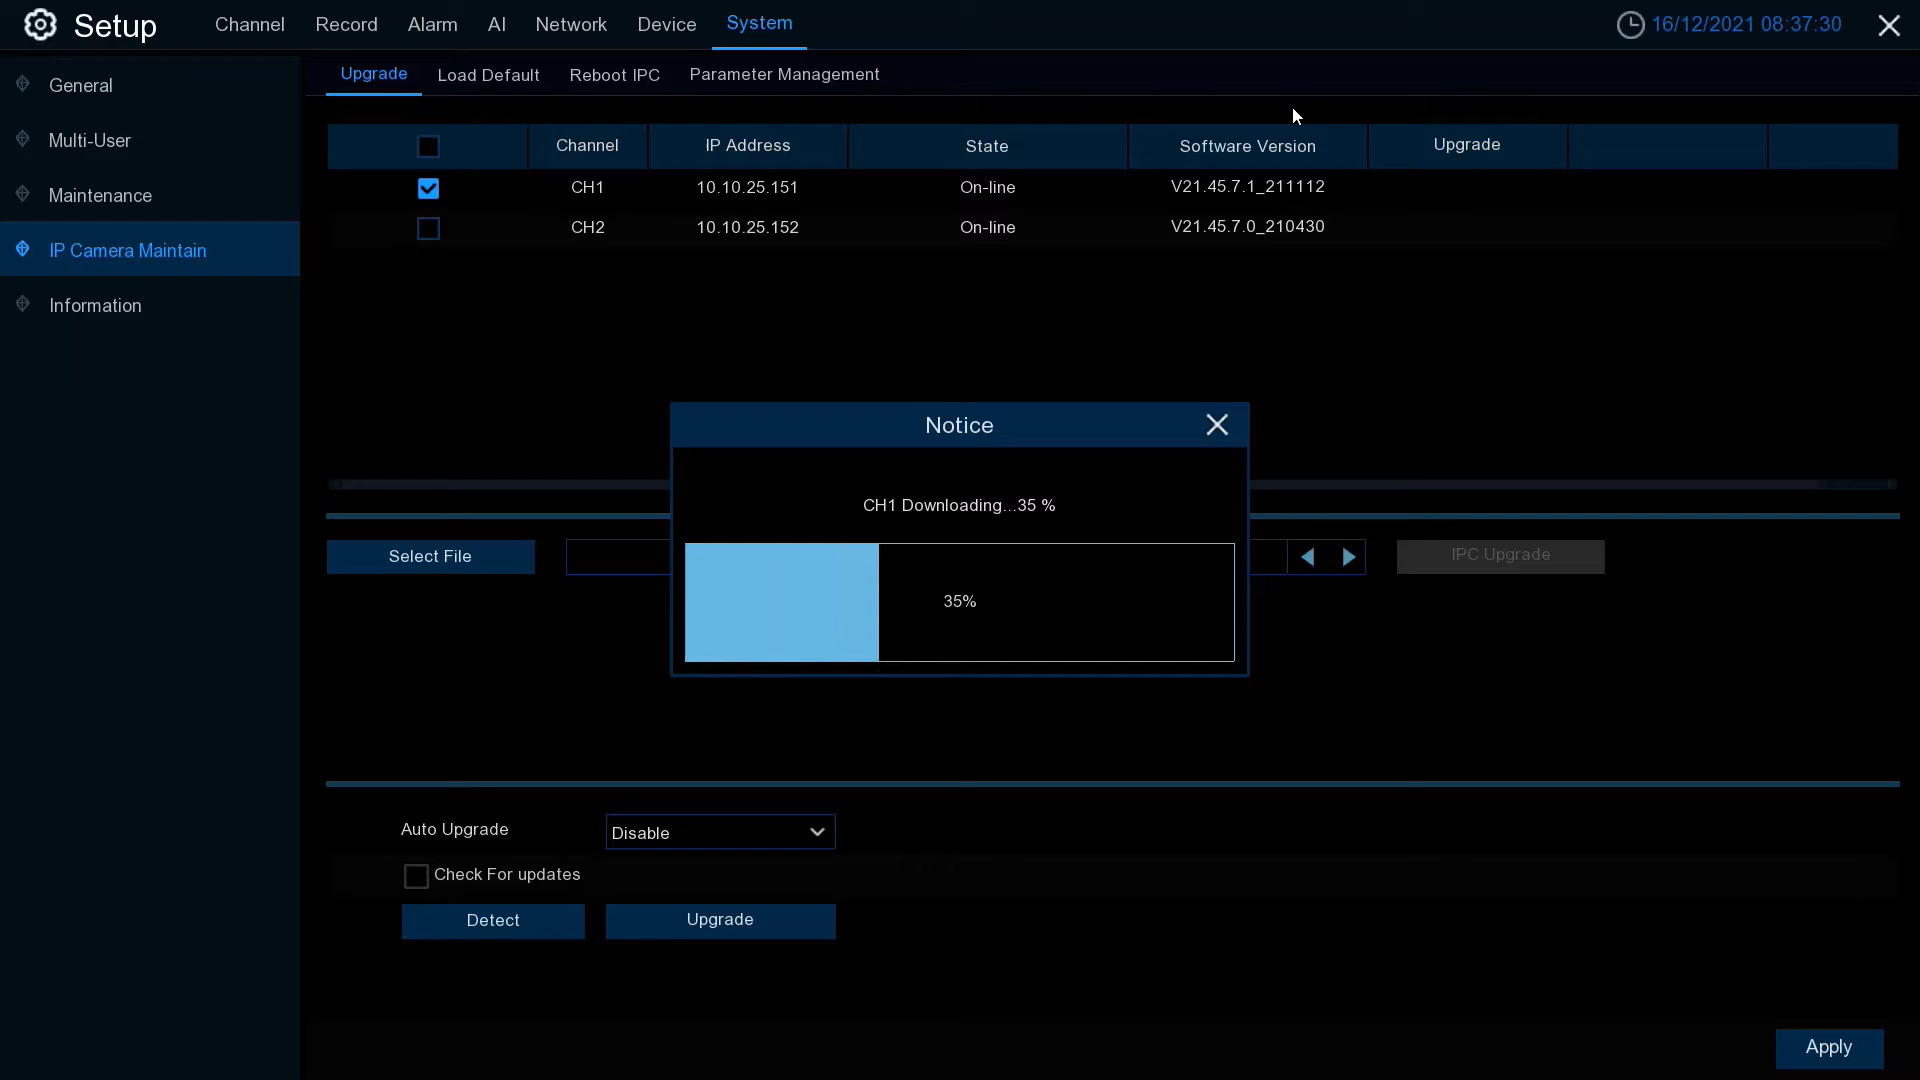 Setup Channel Record Alarm AI Network Device System 16/12/2021 08:37:30
General
Multi-User
Maintenance
IP Camera Maintain
Information
Upgrade Load Default Reboot IPC Parameter Management
Channel IP Address State Software Version Upgrade
CH1 10.10.25.151 On-line V21.45.7.1_211112
CH2 10.10.25.152 On-line V21.45.7.0_210430
Notice
CH1 Downloading...35 %
35%
Select File IPC Upgrade
Auto Upgrade Disable
Check For updates
Detect Upgrade
Apply